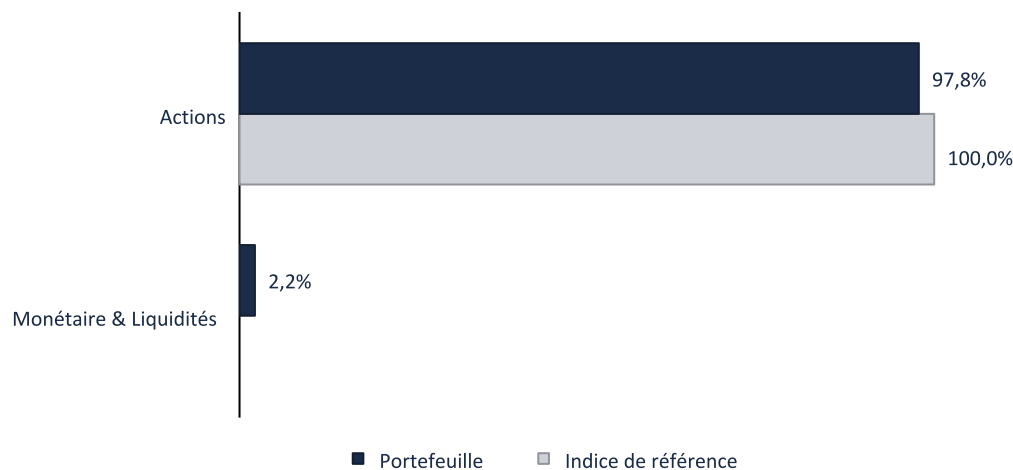 97,8%
Actions
100,0%
2,2%
Monétaire & Liquidités
Portefeuille
Indice de référence